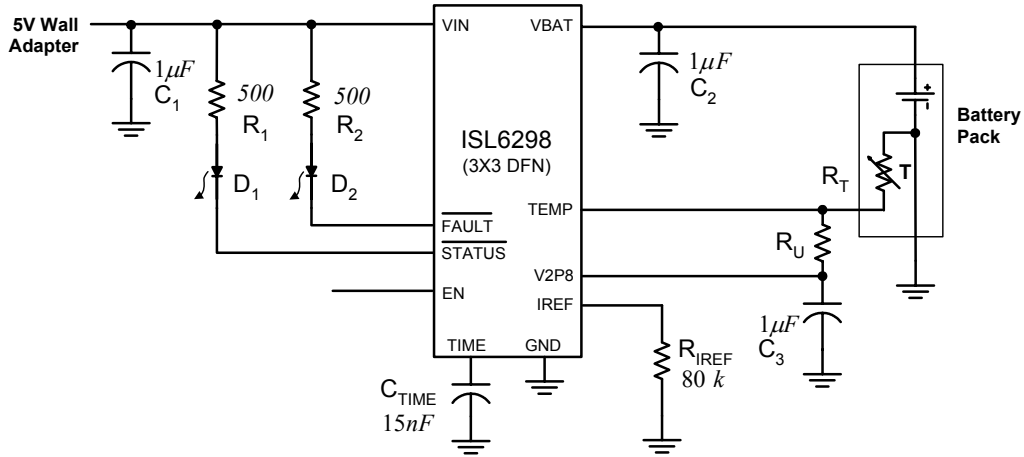 5V Wall
Adapter
1μF
C1
500
R1
500
R2
D1
D2
VIN
VBAT
ISL6298
(3X3 DFN)
TEMP
FAULT
STATUS
V2P8
EN
IREF
TIME
GND
CTIME
15nF
1μF
C2
RT
T
+
Battery
Pack
RU
1μF
C3
RIREF
80 k